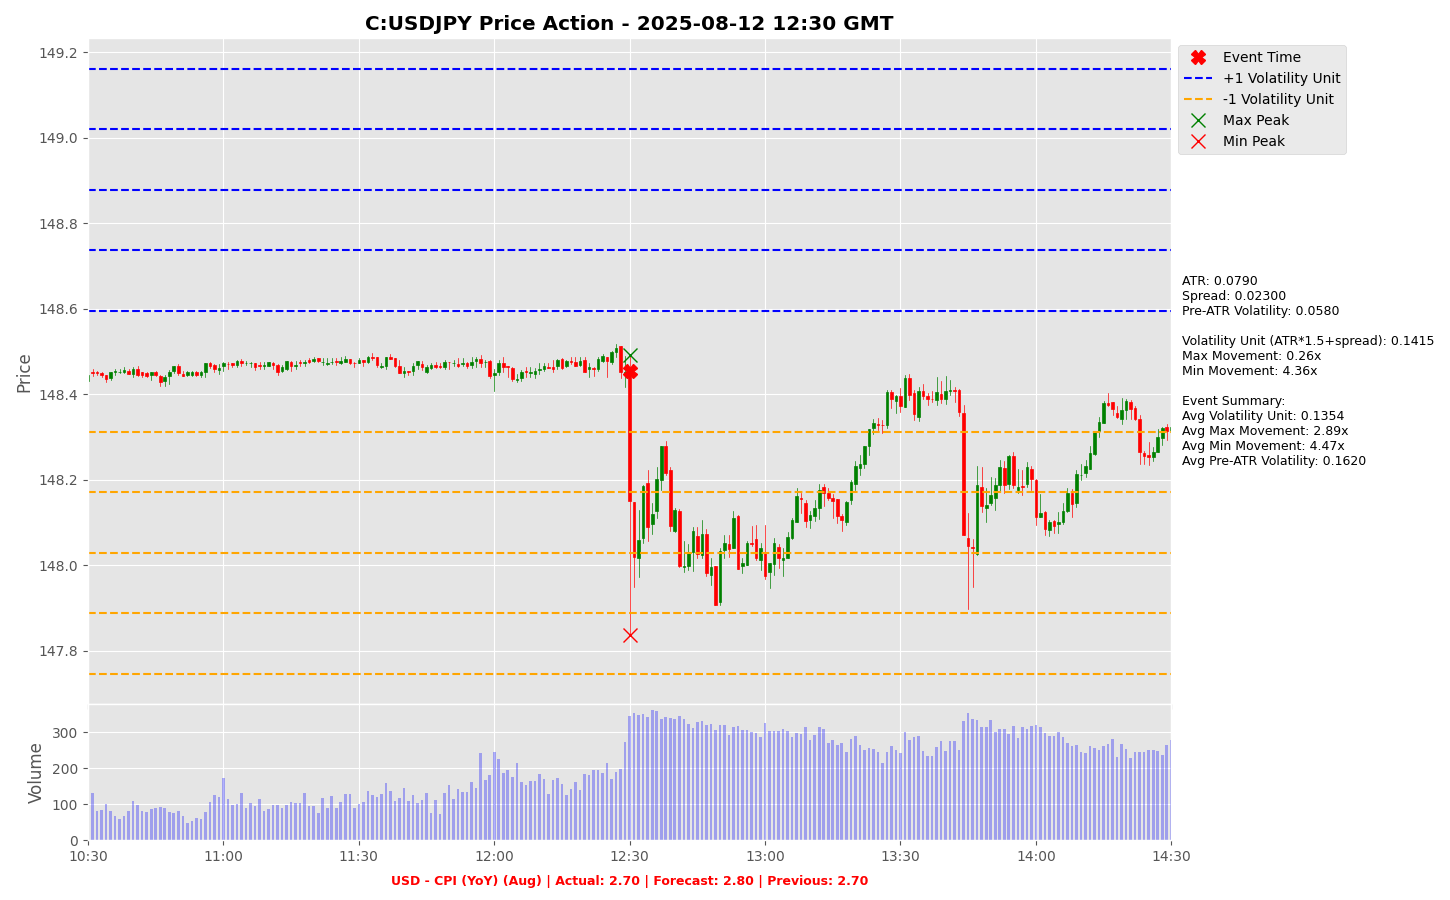 C:USDJPY Price Action - 2025-08-12 12:30 GMT
149.2
149.0
148.8
148.6
148.4
148.2
148.0
147.8
Price
300
200
100
0
Volume
10:30
11:00
11:30
12:00
12:30
13:00
13:30
14:00
14:30
USD - CPI (YoY) (Aug) | Actual: 2.70 | Forecast: 2.80 | Previous: 2.70
Event Time
+1 Volatility Unit
-1 Volatility Unit
Max Peak
Min Peak
ATR: 0.0790
Spread: 0.02300
Pre-ATR Volatility: 0.0580
Volatility Unit (ATR*1.5+spread): 0.1415
Max Movement: 0.26x
Min Movement: 4.36x
Event Summary:
Avg Volatility Unit: 0.1354
Avg Max Movement: 2.89x
Avg Min Movement: 4.47x
Avg Pre-ATR Volatility: 0.1620